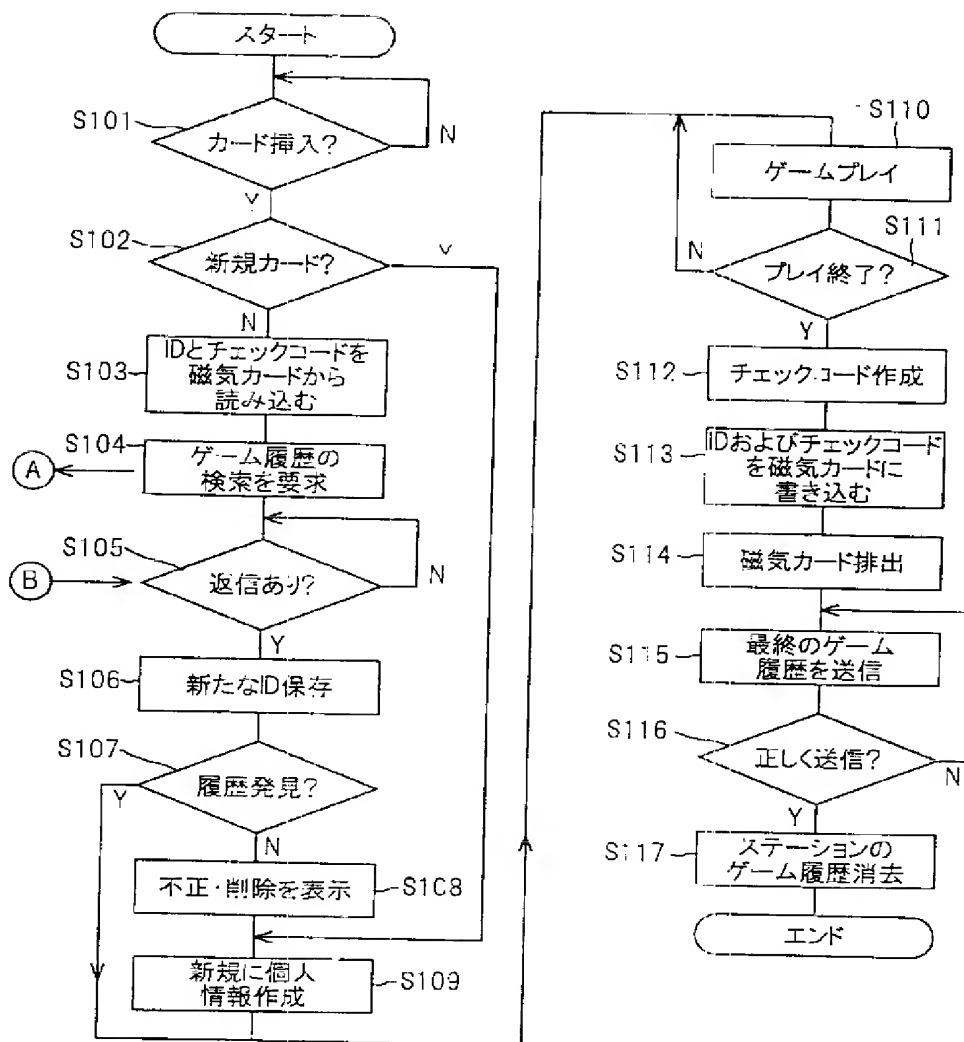 スタート
S101
カード挿入?
N
Y
S102
新規カード?
Y
N
S103
IDとチェックコードを
磁気カードから
読み込む
S104
A
ゲーム履歴の
検索を要求
S105
B
返信あり?
N
Y
S106
新たなID保存
S107
履歴発見?
Y
N
不正・削除を表示
S108
新規に個人
情報作成
S109
S110
ゲームプレイ
S111
N
プレイ終了?
Y
S112
チェックコード作成
S113
IDおよびチェックコード
を磁気カードに
書き込む
S114
磁気カード排出
S115
最終のゲーム
履歴を送信
S116
正しく送信?
N
Y
S117
ステーションの
ゲーム履歴消去
エンド